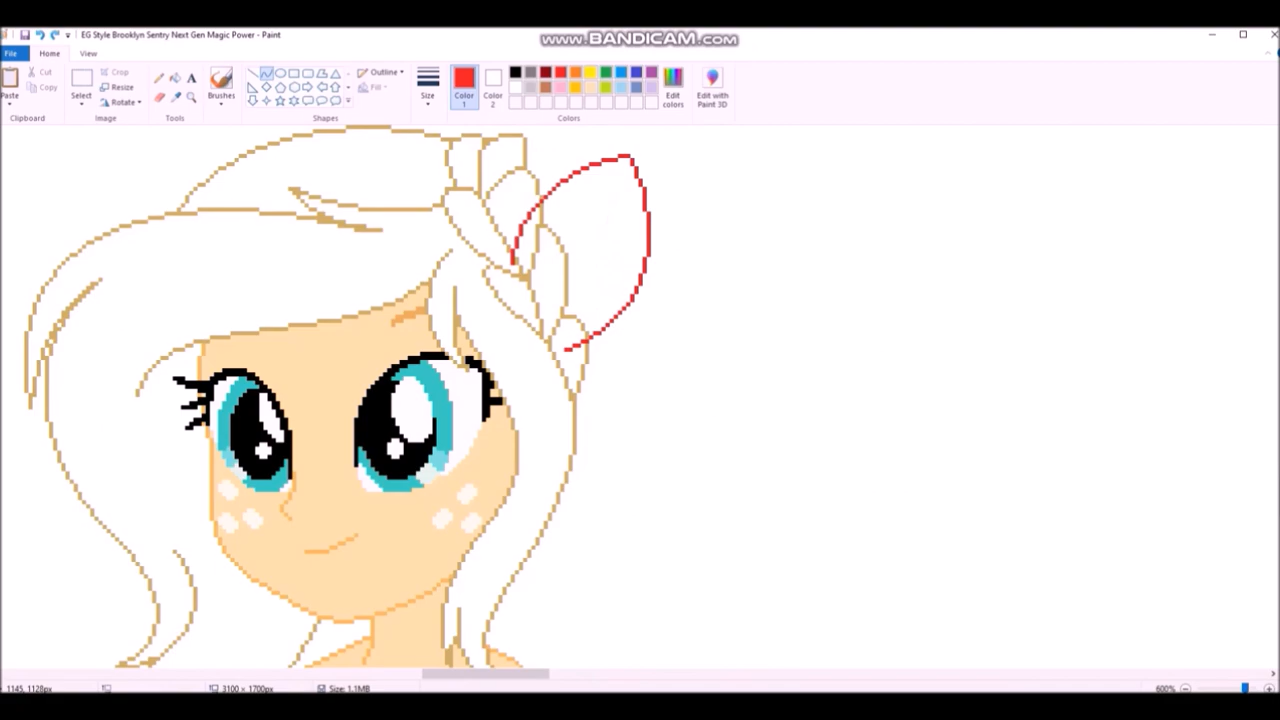 EG Style Brooklyn Sentry Next Gen Magic Power - Paint
www.BANDICAM.com
File Home View
Paste
Cut
Copy
Clipboard
Select
Crop
Resize
Rotate
Image
Tools
Brushes
Shapes
Outline
Fill
Size
Color 1
Color 2
Edit colors
Edit with Paint 3D
Colors
1145, 1128px
3100 × 1700px
Size: 1.1MB
600%